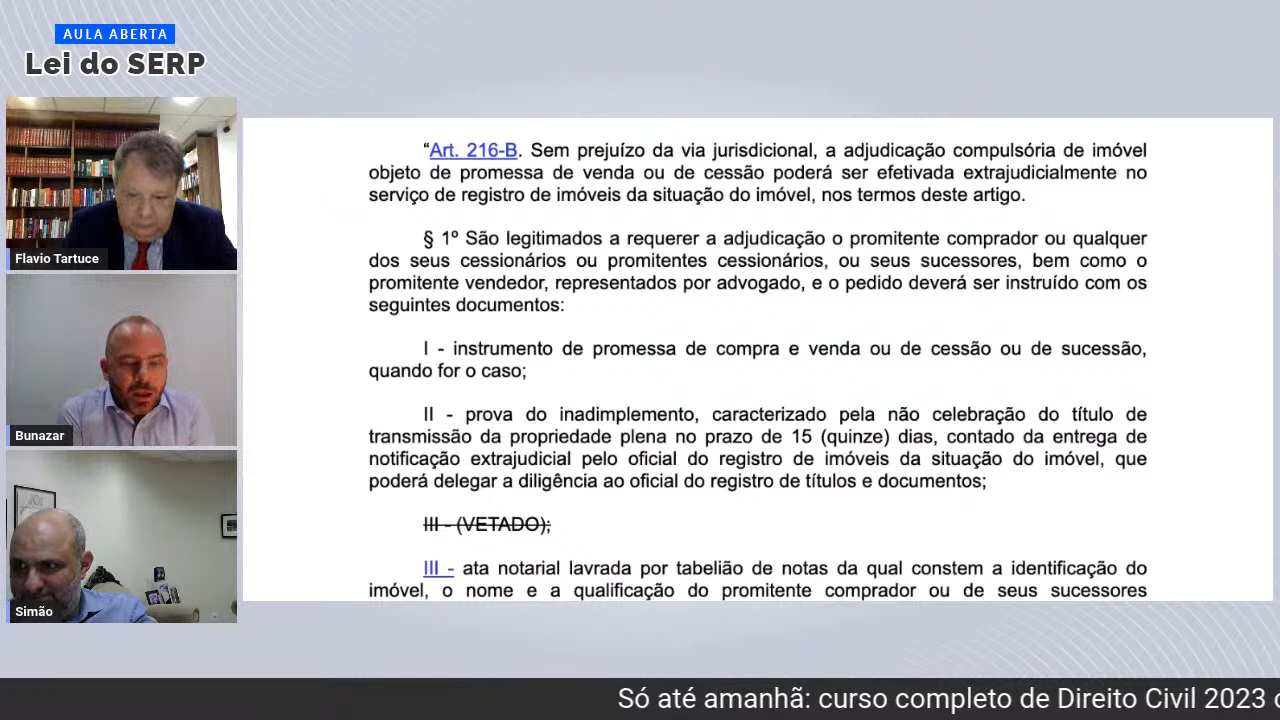 AULA ABERTA
Lei do SERP
Flavio Tartuce
Bunazar
Simão
“Art. 216-B. Sem prejuízo da via jurisdicional, a adjudicação compulsória de imóvel
objeto de promessa de venda ou de cessão poderá ser efetivada extrajudicialmente no
serviço de registro de imóveis da situação do imóvel, nos termos deste artigo.
§ 1º São legitimados a requerer a adjudicação o promitente comprador ou qualquer
dos seus cessionários ou promitentes cessionários, ou seus sucessores, bem como o
promitente vendedor, representados por advogado, e o pedido deverá ser instruído com os
seguintes documentos:
I - instrumento de promessa de compra e venda ou de cessão ou de sucessão,
quando for o caso;
II - prova do inadimplemento, caracterizado pela não celebração do título de
transmissão da propriedade plena no prazo de 15 (quinze) dias, contado da entrega de
notificação extrajudicial pelo oficial do registro de imóveis da situação do imóvel, que
poderá delegar a diligência ao oficial do registro de títulos e documentos;
III - (VETADO);
III - ata notarial lavrada por tabelião de notas da qual constem a identificação do
imóvel, o nome e a qualificação do promitente comprador ou de seus sucessores
Só até amanhã: curso completo de Direito Civil 2023